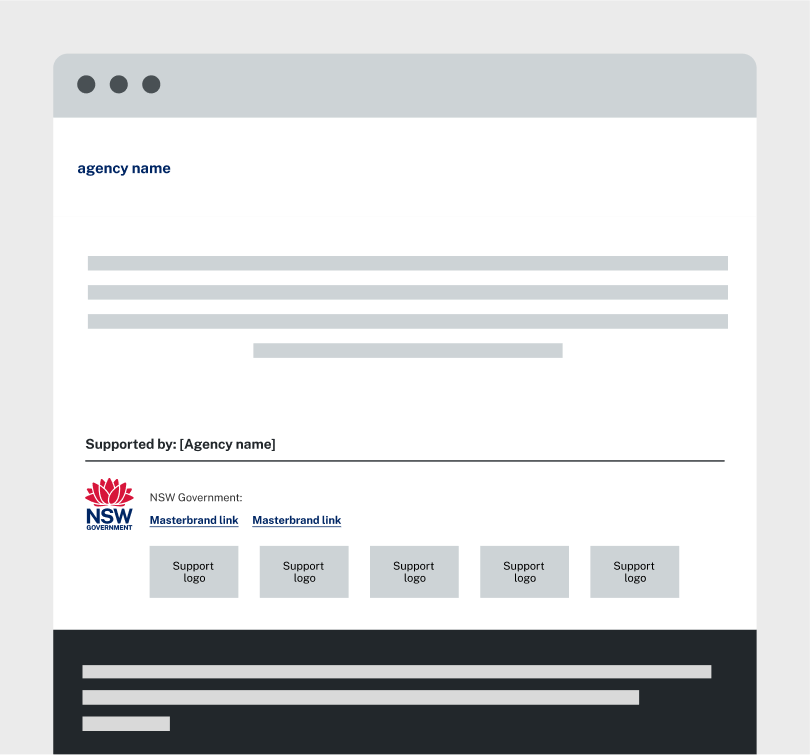 agency name
Supported by: [Agency name]
NSW
GOVERNMENT
NSW Government:
Masterbrand link Masterbrand link
Support logo
Support logo
Support logo
Support logo
Support logo